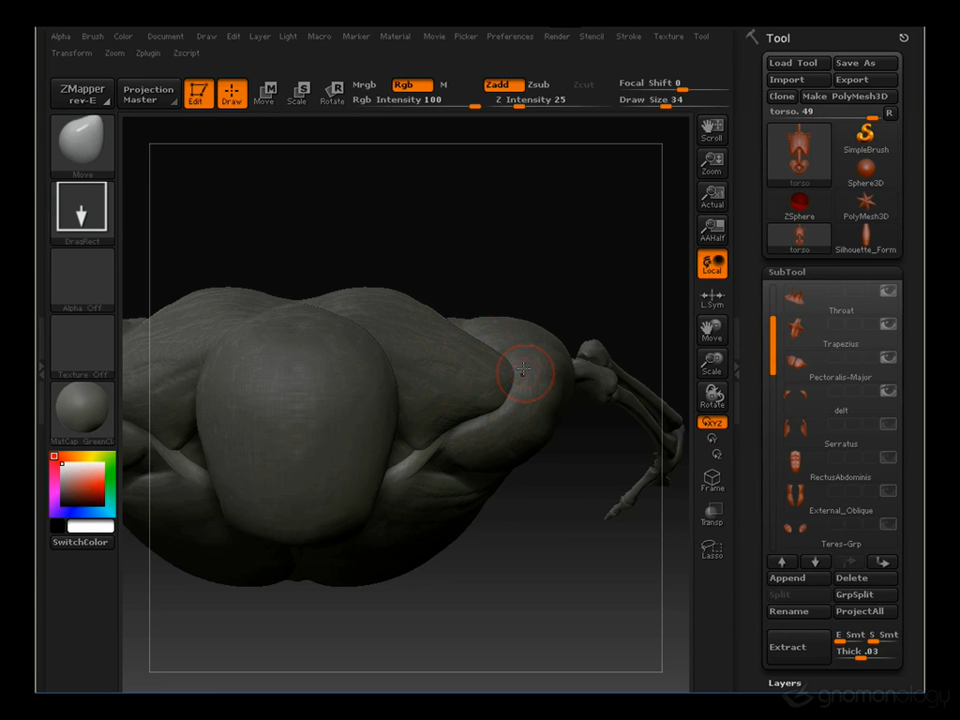 Alpha Brush Color Document Draw Edit Layer Light Macro Marker Material Movie Picker Preferences Render Stencil Stroke Texture Tool
Transform Zoom Zplugin Zscript
Tool
ZMapper
rev-E
Projection
Master
Edit
Draw
Move
Scale
Rotate
Mrgb Rgb M
Rgb Intensity 100
Zadd Zsub Zcut
Z Intensity 25
Focal Shift 0
Draw Size 34
Load Tool Save As
Import Export
Clone Make PolyMesh3D
torso. 49 R
torso
SimpleBrush
Sphere3D
ZSphere
PolyMesh3D
torso
Silhouette_Form
Move
DragRect
Alpha Off
Texture Off
MatCap GreenCl
SwitchColor
Scroll
Zoom
Actual
AAHalf
Local
L.Sym
Move
Scale
Rotate
XYZ
Frame
Transp
Lasso
SubTool
Throat
Trapezius
Pectoralis-Major
delt
Serratus
RectusAbdominis
External_Oblique
Teres-Grp
Append Delete
Split GrpSplit
Rename ProjectAll
Extract
E Smt S Smt
Thick .03
Layers
gnomonology